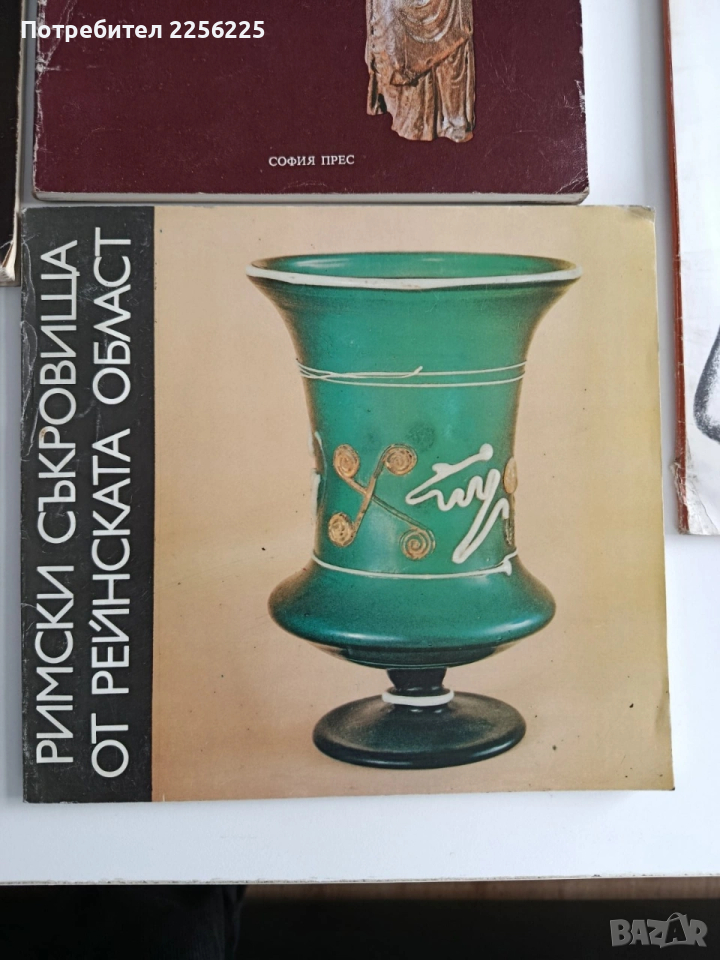 Потребител 2256225
СОФИЯ ПРЕС
РИМСКИ СЪКРОВИЩА
ОТ РЕЙНСКАТА ОБЛАСТ
BAZAR